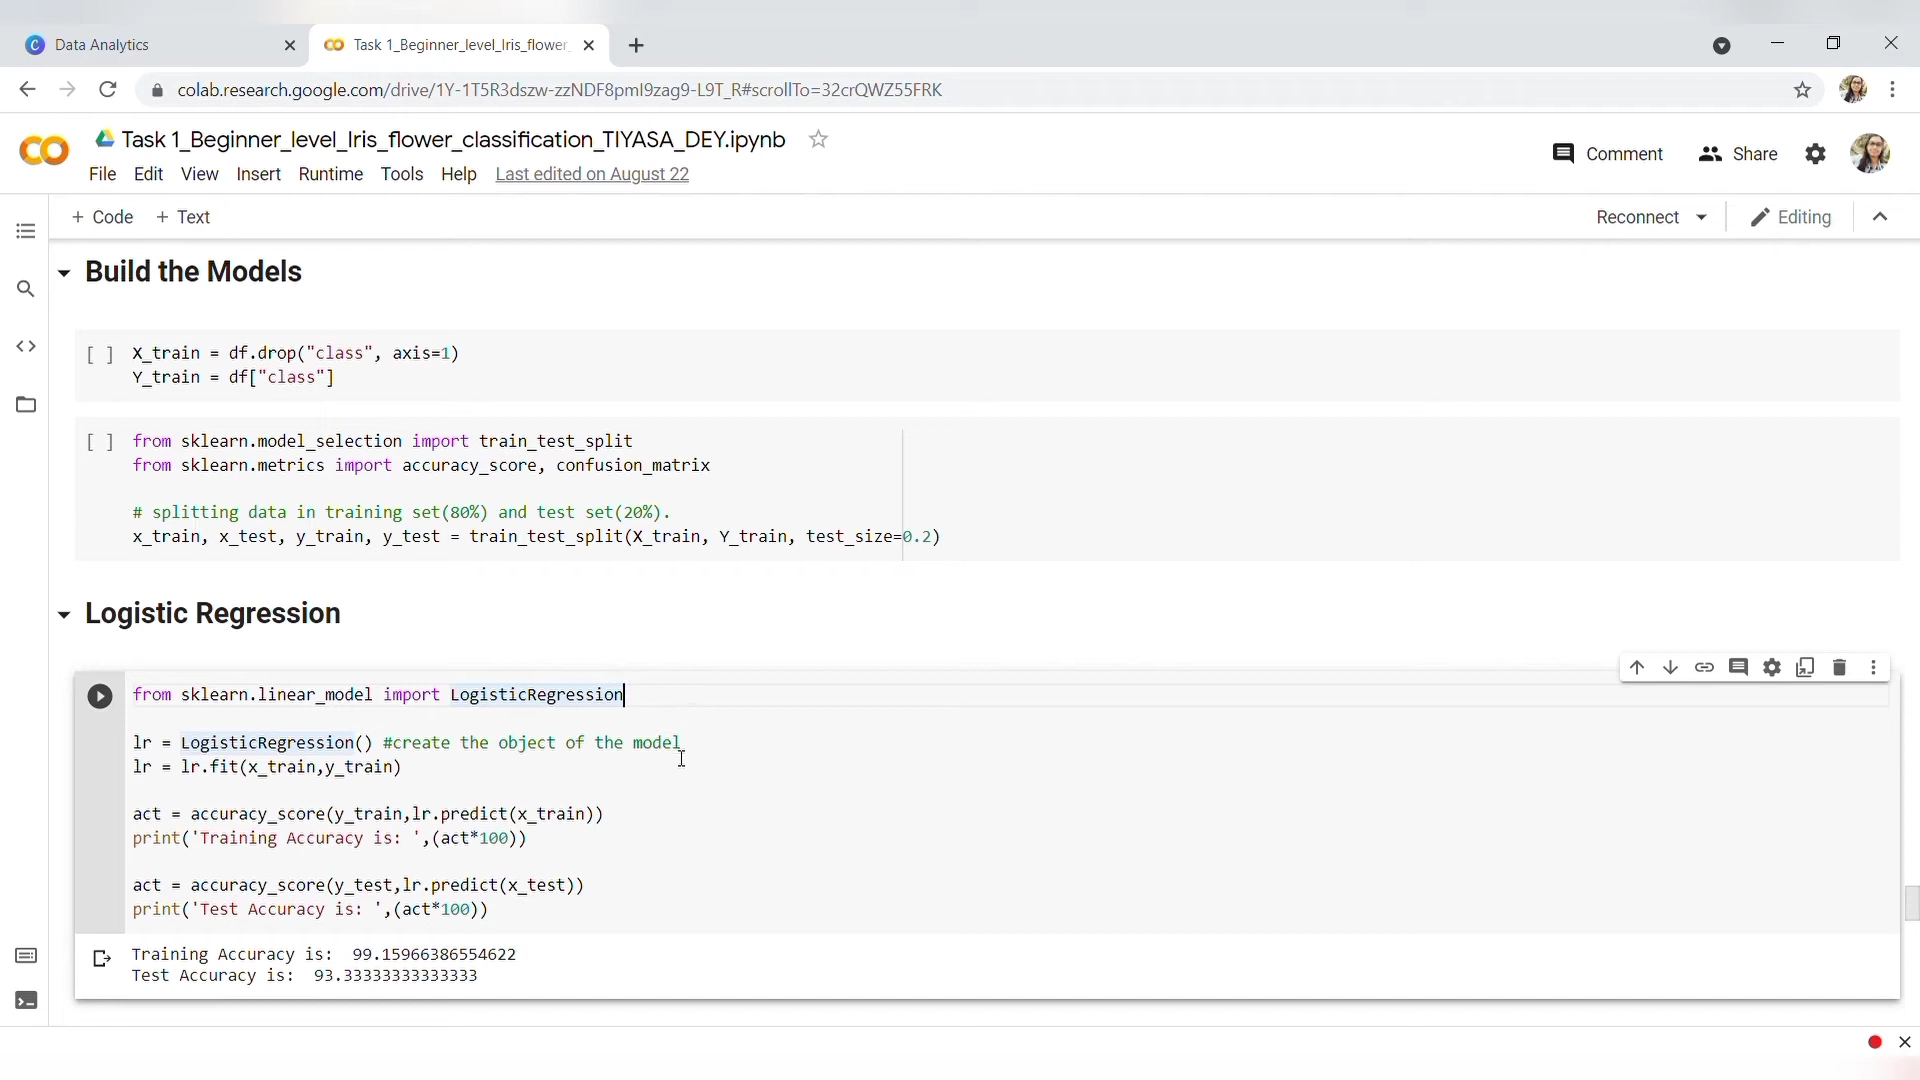 Data Analytics
Task 1_Beginner_level_Iris_flower_
colab.research.google.com/drive/1Y-1T5R3dszw-zzNDF8pmI9zag9-L9T_R#scrollTo=32crQWZ55FRK
Task 1_Beginner_level_Iris_flower_classification_TIYASA_DEY.ipynb
Comment Share
File Edit View Insert Runtime Tools Help Last edited on August 22
+ Code + Text
Reconnect Editing
Build the Models
[ ] X_train = df.drop("class", axis=1)
Y_train = df["class"]
[ ] from sklearn.model_selection import train_test_split
from sklearn.metrics import accuracy_score, confusion_matrix
# splitting data in training set(80%) and test set(20%).
x_train, x_test, y_train, y_test = train_test_split(X_train, Y_train, test_size=0.2)
Logistic Regression
from sklearn.linear_model import LogisticRegression
lr = LogisticRegression() #create the object of the model
lr = lr.fit(x_train,y_train)
act = accuracy_score(y_train,lr.predict(x_train))
print('Training Accuracy is: ',(act*100))
act = accuracy_score(y_test,lr.predict(x_test))
print('Test Accuracy is: ',(act*100))
Training Accuracy is:  99.15966386554622
Test Accuracy is:  93.33333333333333